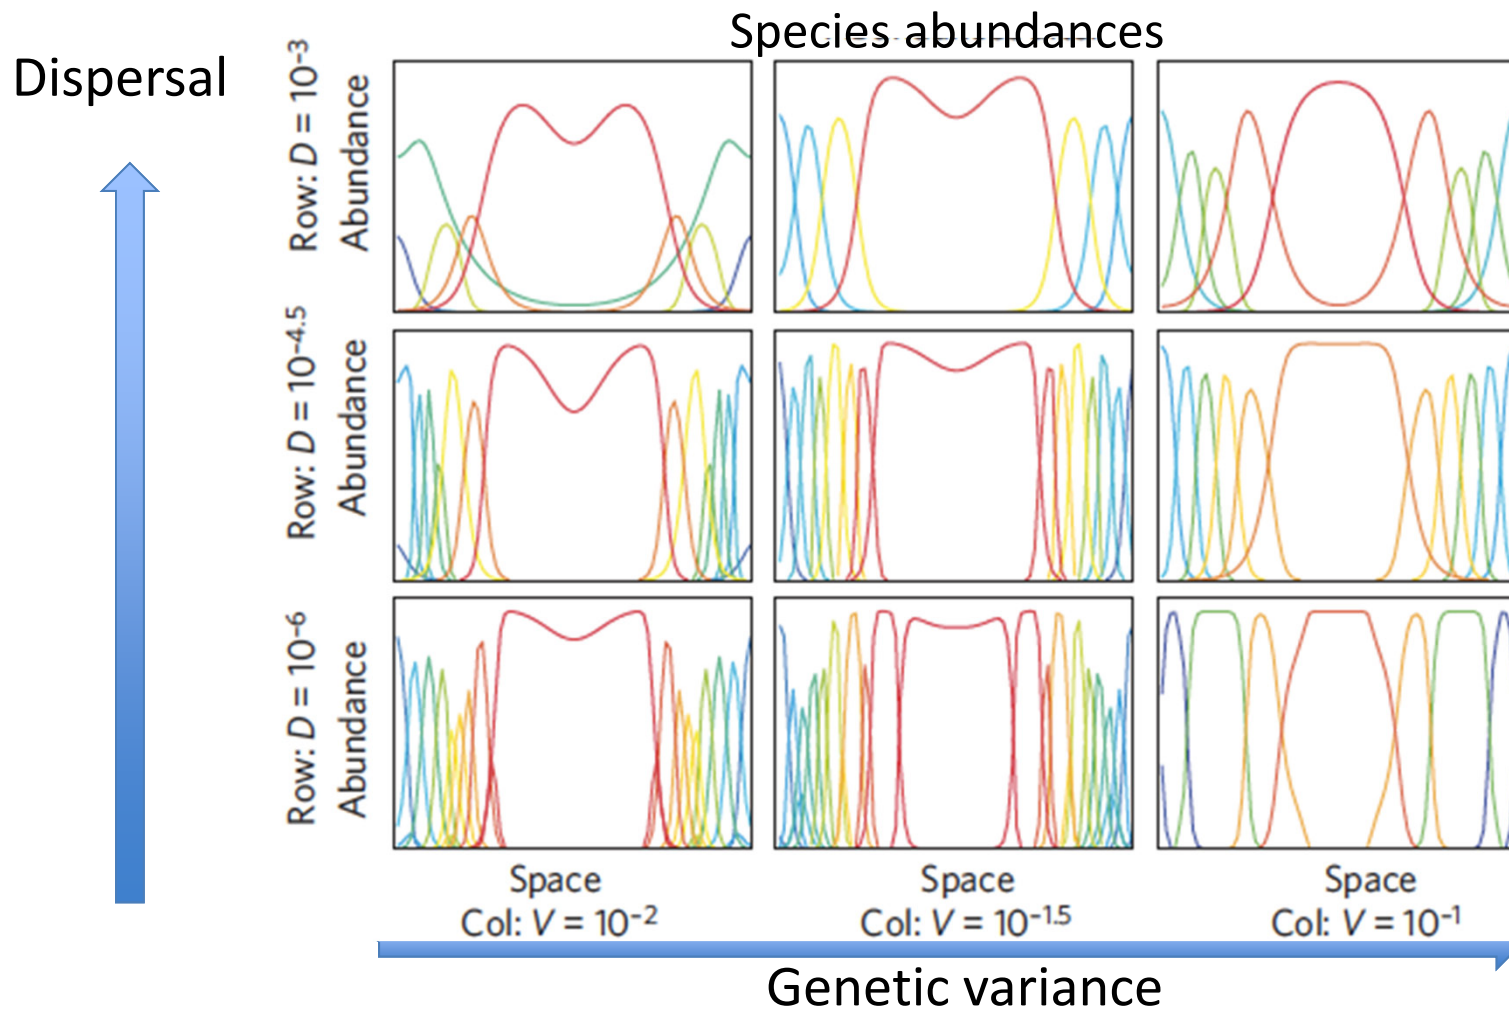 Species abundances
Dispersal
Row: D = 10⁻³
Abundance
Row: D = 10⁻⁴·⁵
Abundance
Row: D = 10⁻⁶
Abundance
Space
Space
Space
Col: V = 10⁻²
Col: V = 10⁻¹·⁵
Col: V = 10⁻¹
Genetic variance